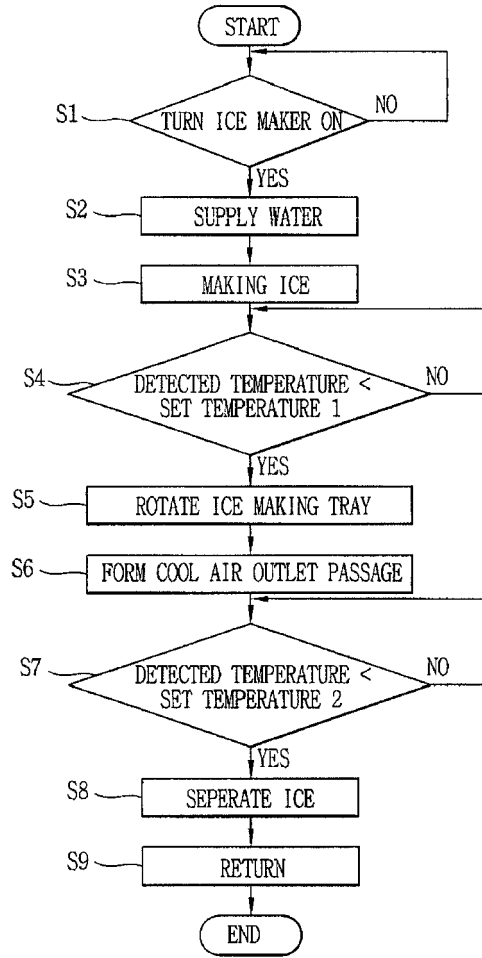 START
S1
TURN ICE MAKER ON
NO
YES
S2
SUPPLY WATER
S3
MAKING ICE
S4
DETECTED TEMPERATURE <
SET TEMPERATURE 1
NO
YES
S5
ROTATE ICE MAKING TRAY
S6
FORM COOL AIR OUTLET PASSAGE
S7
DETECTED TEMPERATURE <
SET TEMPERATURE 2
NO
YES
S8
SEPERATE ICE
S9
RETURN
END